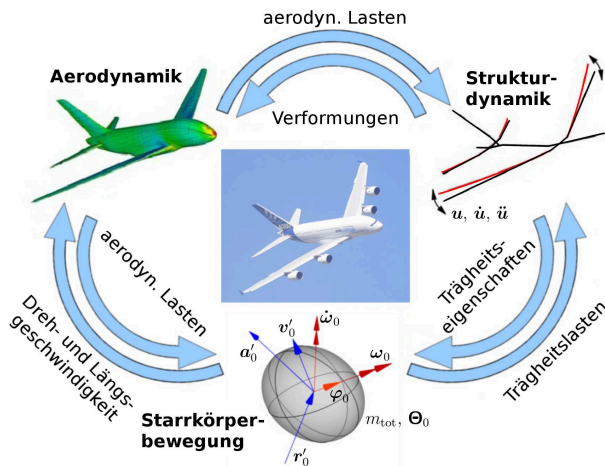 aerodyn. Lasten
Aerodynamik
Struktur-
dynamik
Verformungen
u, u̇, ü
aerodyn. Lasten
Dreh- und Längs-
geschwindigkeit
Trägheits-
eigenschaften
Trägheitslasten
ω̇₀
v′₀
a′₀
ω₀
φ₀
m_tot, Θ₀
Starrkörper-
bewegung
r′₀